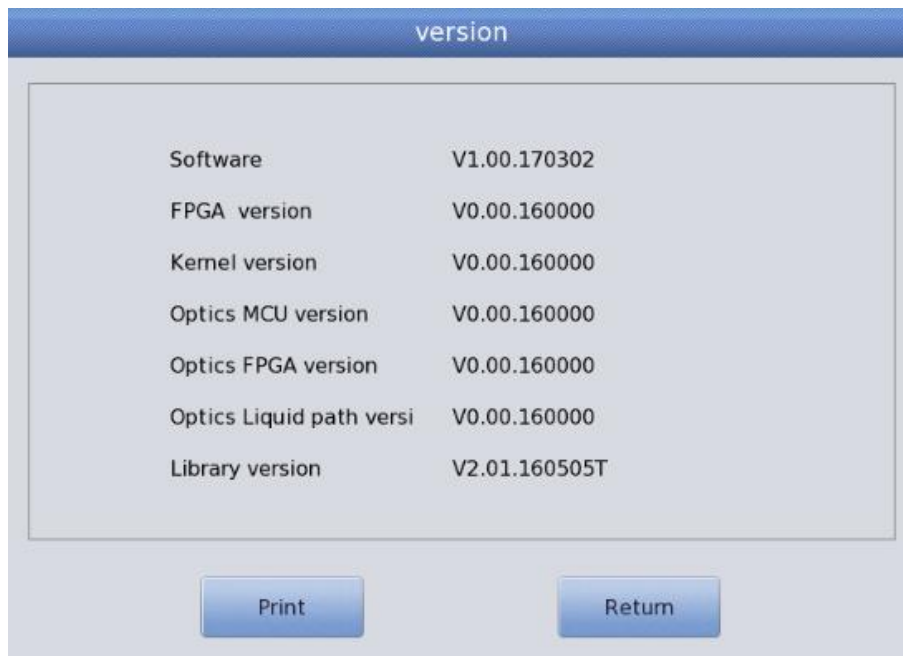 version
Software V1.00.170302
FPGA version V0.00.160000
Kernel version V0.00.160000
Optics MCU version V0.00.160000
Optics FPGA version V0.00.160000
Optics Liquid path versi V0.00.160000
Library version V2.01.160505T
Print Return